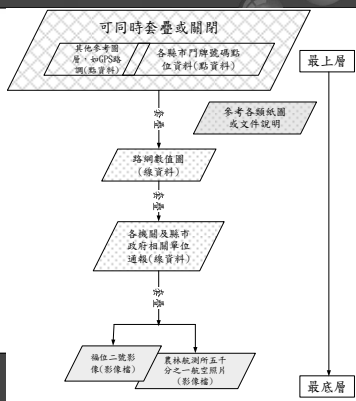 可同時套疊或關閉
其他參考圖
層，如GPS路
調(點資料)
各縣市門牌號碼點
位資料(點資料)
最上層
套疊
參考各類紙圖
或文件說明
路網數值圖
(線資料)
套疊
各機關及縣市
政府相關單位
通報(線資料)
套疊
福位二號影
像(影像檔)
農林航測所五千
分之一航空照片
(影像檔)
最底層